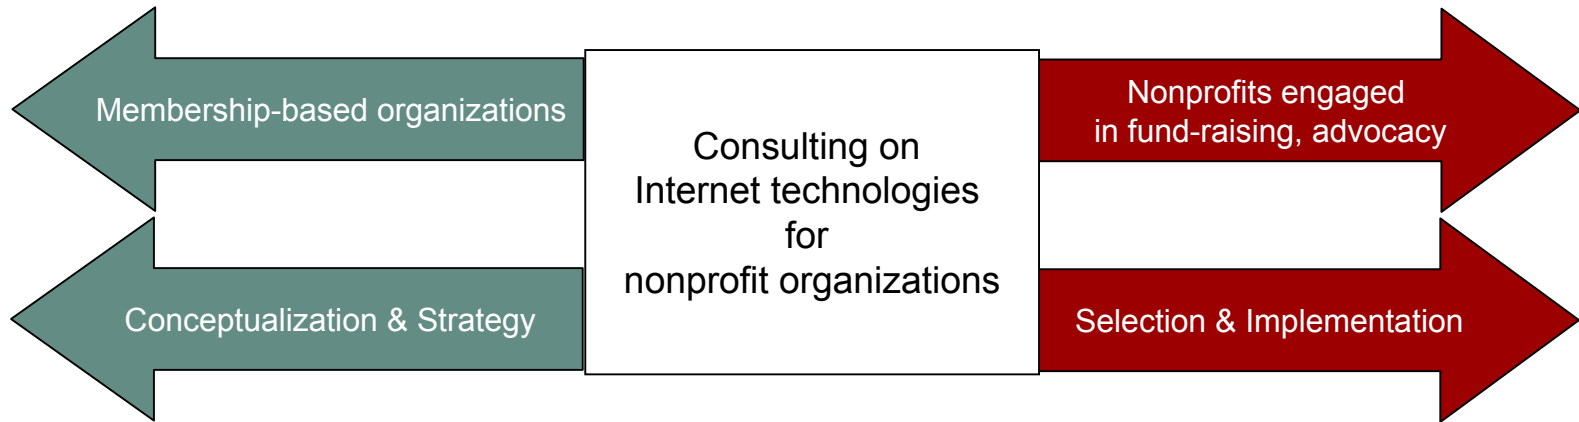 Membership-based organizations
Conceptualization & Strategy
Consulting on
Internet technologies
for
nonprofit organizations
Nonprofits engaged
in fund-raising, advocacy
Selection & Implementation